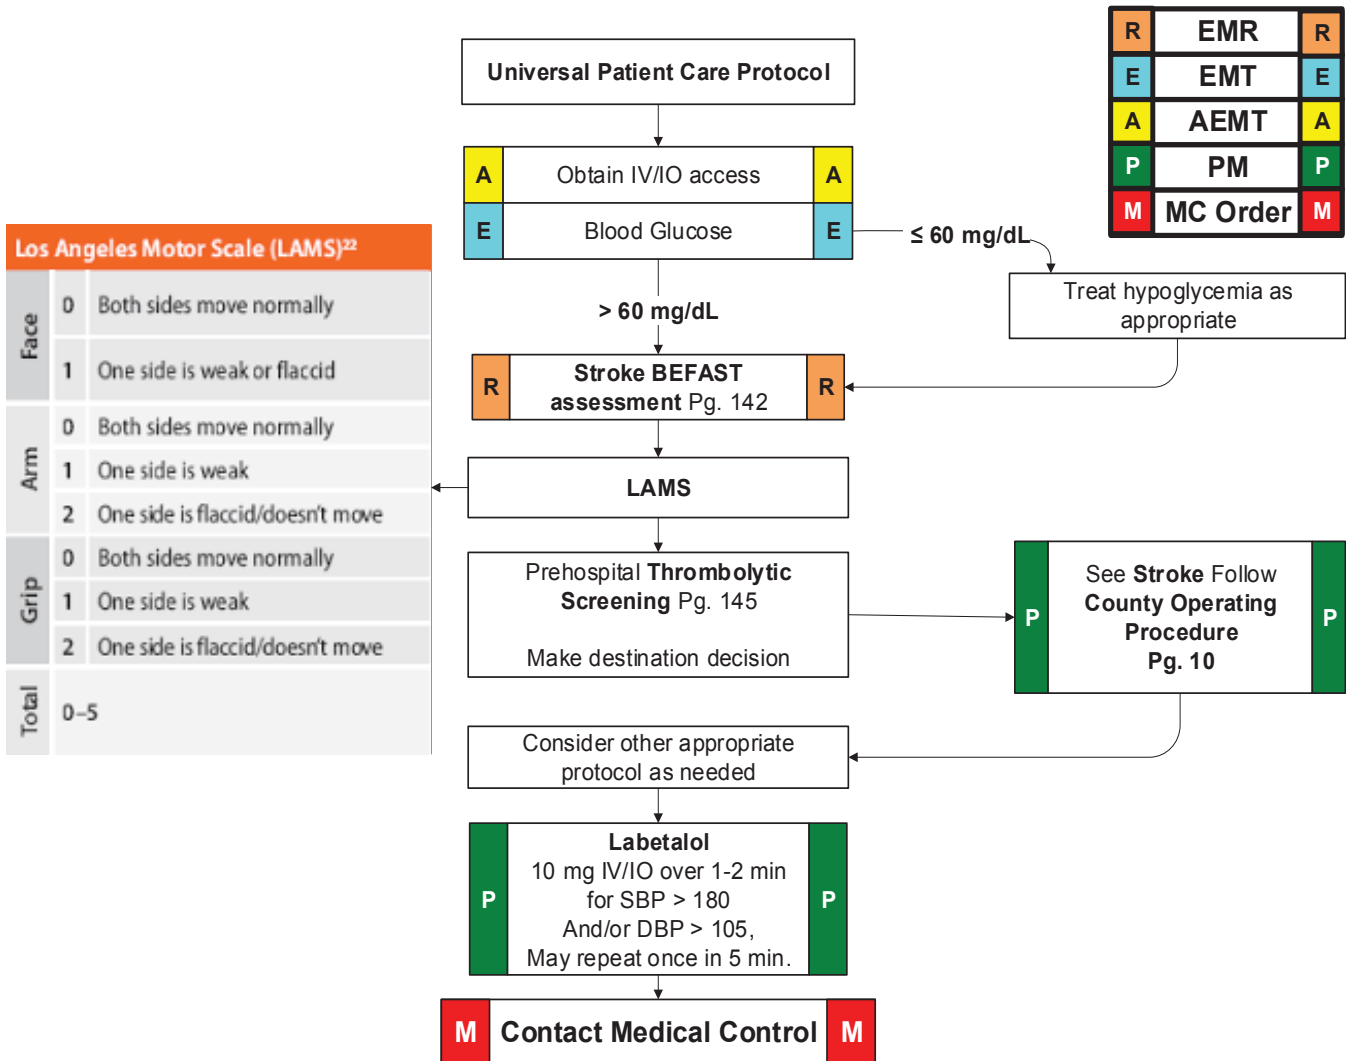 Universal Patient Care Protocol
R EMR R
E EMT E
A AEMT A
P PM P
M MC Order M
A Obtain IV/IO access A
E Blood Glucose E
≤ 60 mg/dL
Treat hypoglycemia as
appropriate
> 60 mg/dL
R Stroke BEFAST R
assessment Pg. 142
LAMS
Los Angeles Motor Scale (LAMS)²²
Face
0 Both sides move normally
1 One side is weak or flaccid
Arm
0 Both sides move normally
1 One side is weak
2 One side is flaccid/doesn't move
Grip
0 Both sides move normally
1 One side is weak
2 One side is flaccid/doesn't move
Total
0–5
Prehospital Thrombolytic
Screening Pg. 145
Make destination decision
P P
See Stroke Follow
County Operating
Procedure
Pg. 10
Consider other appropriate
protocol as needed
P P
Labetalol
10 mg IV/IO over 1-2 min
for SBP > 180
And/or DBP > 105,
May repeat once in 5 min.
M Contact Medical Control M